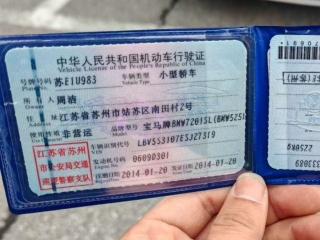 中华人民共和国机动车行驶证
Vehicle License of the People's Republic of China
号牌号码 苏E1U983 车辆类型 小型轿车
所有人 周浩
住址 江苏省苏州市姑苏区南田村2号
使用性质 非营运 品牌型号 宝马牌BMW7201SL(BMW525
车辆识别代号 LBVS53107ESJ27319
发动机号码 06090301
注册日期 2014-01-20 发证日期 2014-01-20
江苏省苏州
市公安局交通
巡逻警察支队
2250kg